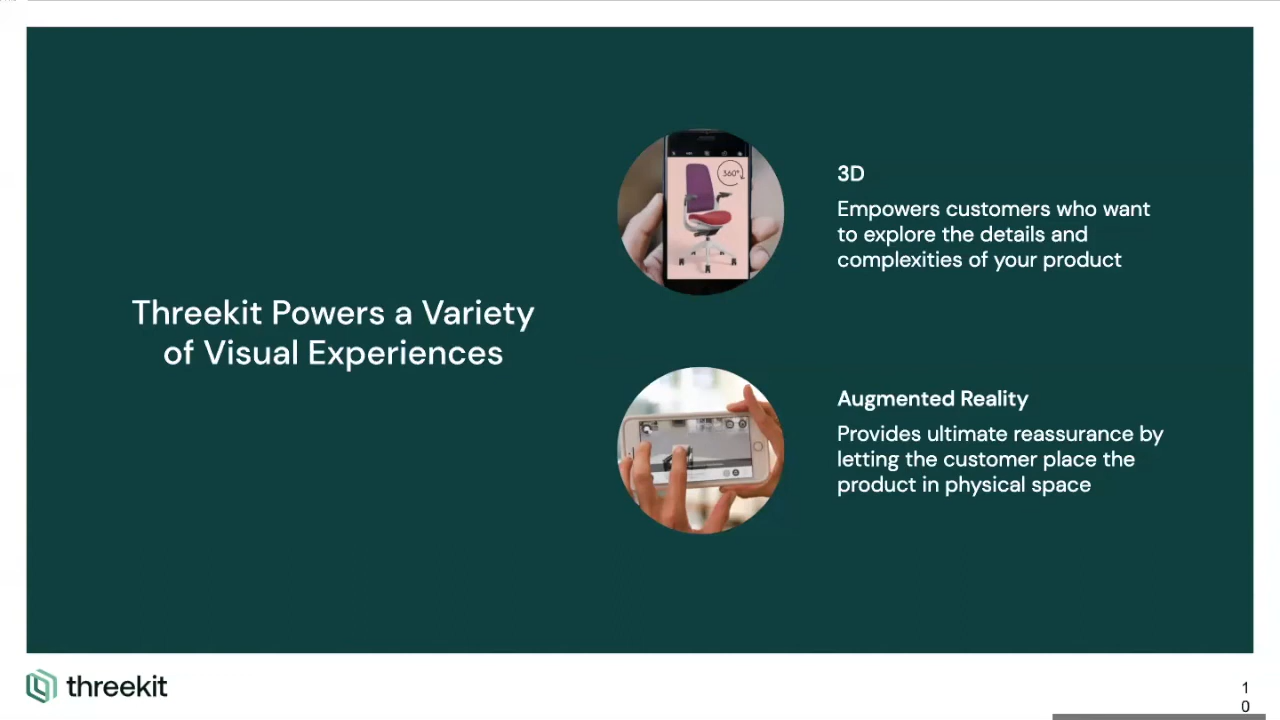 Threekit Powers a Variety
of Visual Experiences
360°
3D
Empowers customers who want
to explore the details and
complexities of your product
Augmented Reality
Provides ultimate reassurance by
letting the customer place the
product in physical space
threekit
1
0